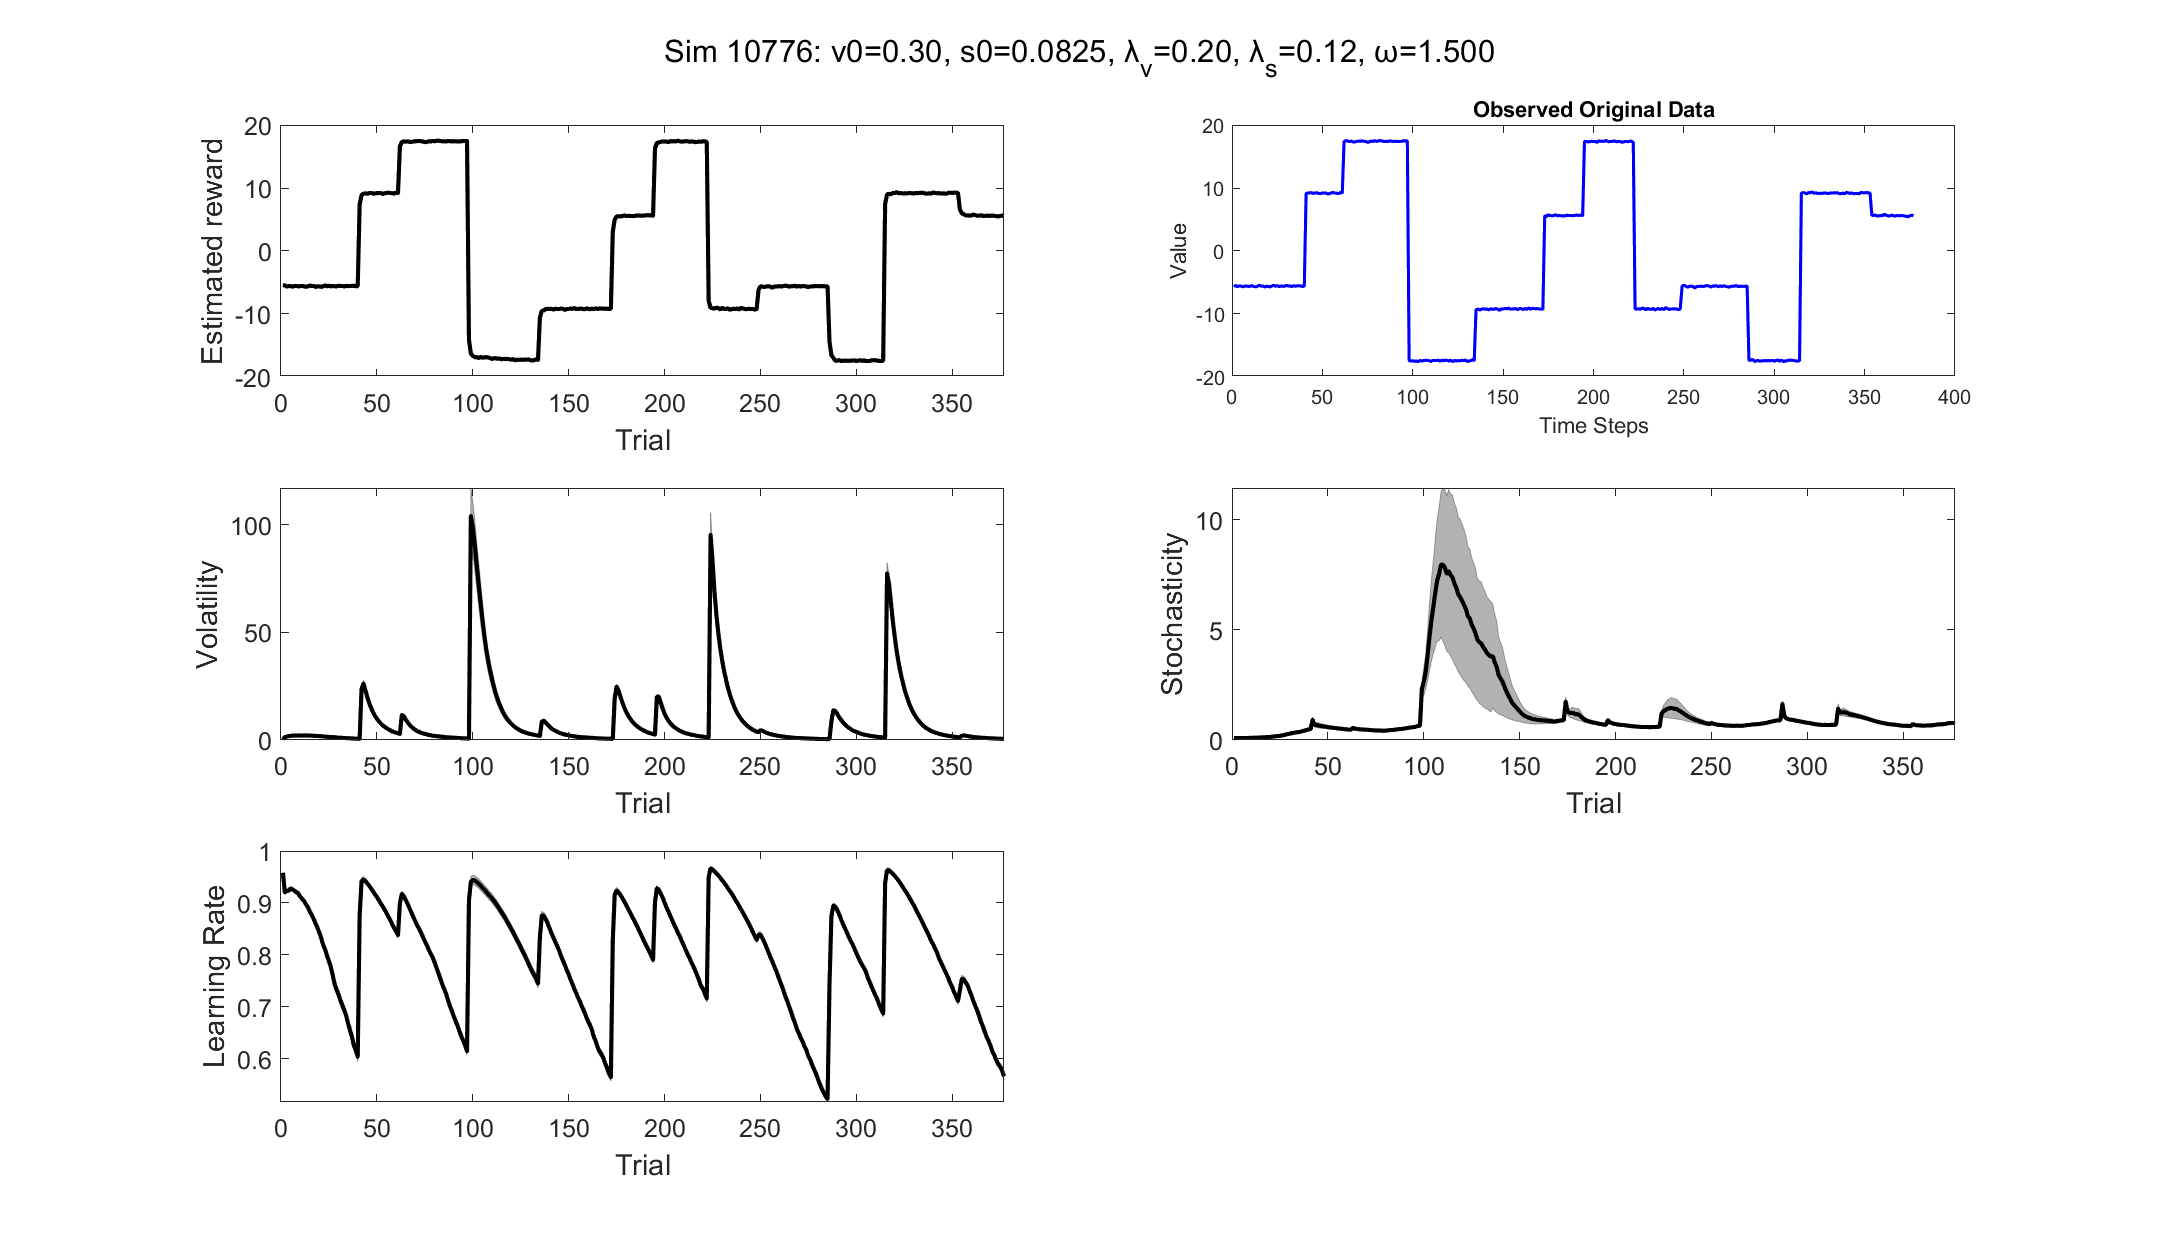 Sim 10776: v0=0.30, s0=0.0825, λ_v=0.20, λ_s=0.12, ω=1.500
Estimated reward
20
10
0
-10
-20
0 50 100 150 200 250 300 350
Trial
Observed Original Data
Value
20
10
0
-10
-20
0 50 100 150 200 250 300 350 400
Time Steps
Volatility
100
50
0
0 50 100 150 200 250 300 350
Trial
Stochasticity
10
5
0
0 50 100 150 200 250 300 350
Trial
Learning Rate
1
0.9
0.8
0.7
0.6
0 50 100 150 200 250 300 350
Trial